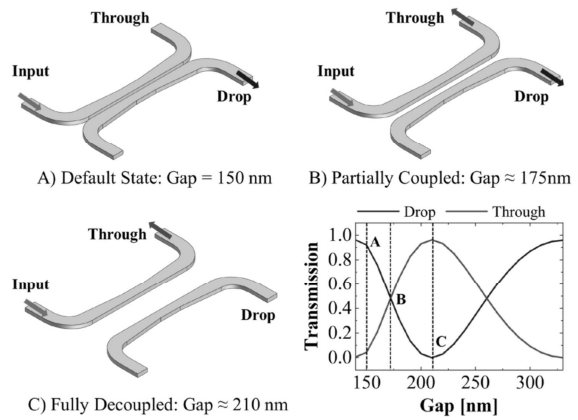 Through
Input
Drop
A) Default State: Gap = 150 nm
Through
Input
Drop
B) Partially Coupled: Gap ≈ 175nm
Through
Input
Drop
C) Fully Decoupled: Gap ≈ 210 nm
Drop Through
Transmission
1.0
0.8
0.6
0.4
0.2
0.0
A
B
C
150 200 250 300
Gap [nm]